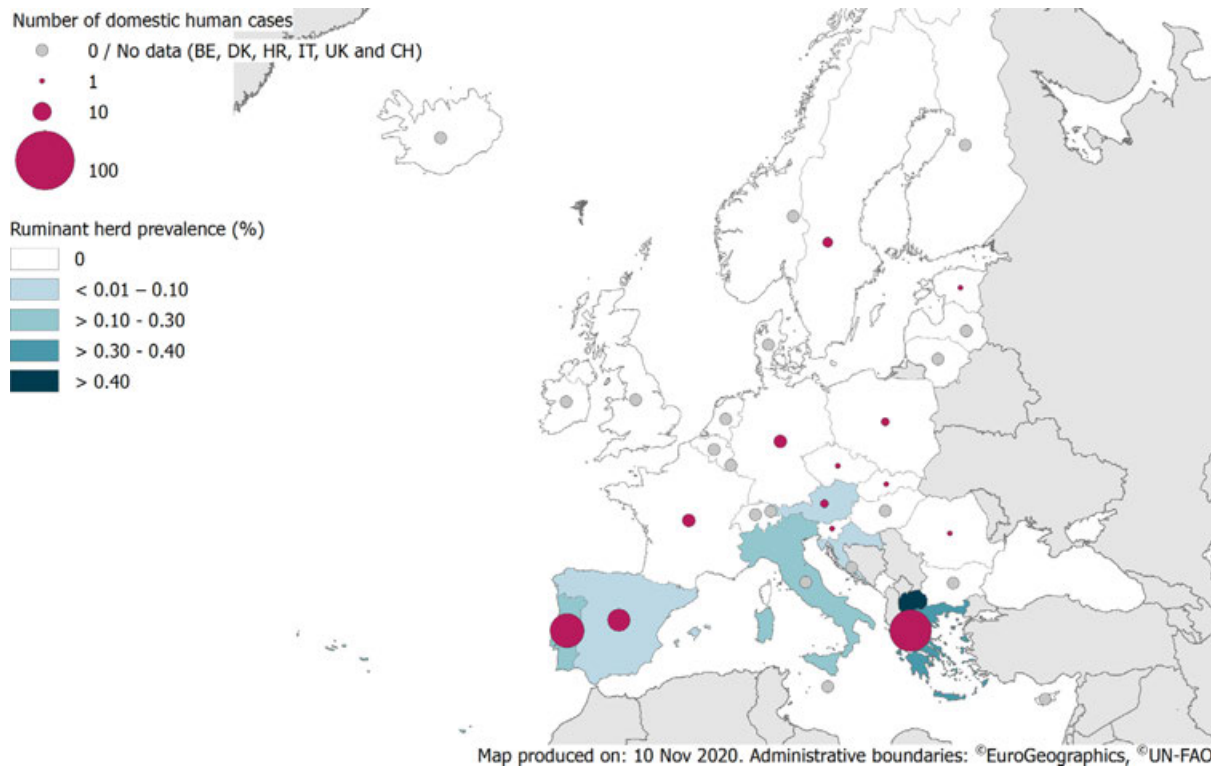 Number of domestic human cases
0 / No data (BE, DK, HR, IT, UK and CH)
1
10
100
Ruminant herd prevalence (%)
0
< 0.01 – 0.10
> 0.10 - 0.30
> 0.30 - 0.40
> 0.40
Map produced on: 10 Nov 2020. Administrative boundaries: ©EuroGeographics, ©UN-FAO